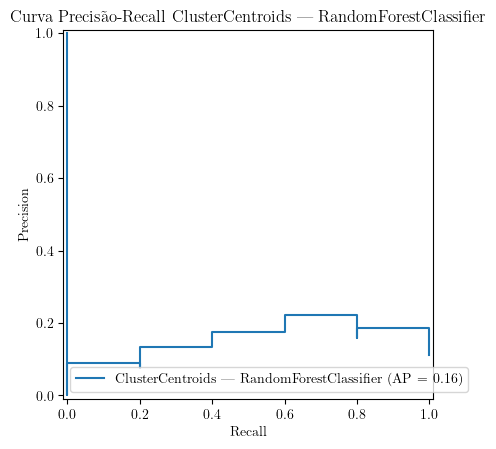 Curva Precisão-Recall ClusterCentroids — RandomForestClassifier
1.0
0.8
0.6
0.4
0.2
0.0
Precision
ClusterCentroids — RandomForestClassifier (AP = 0.16)
0.0 0.2 0.4 0.6 0.8 1.0
Recall